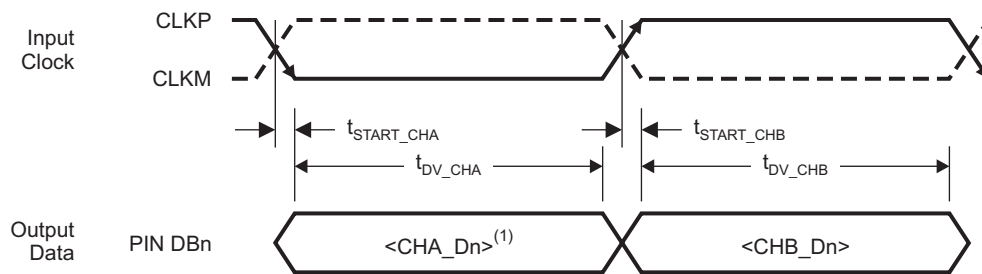 Input
Clock
CLKP
CLKM
tSTART_CHA
tSTART_CHB
tDV_CHA
tDV_CHB
Output
Data
PIN DBn
<CHA_Dn>(1)
<CHB_Dn>